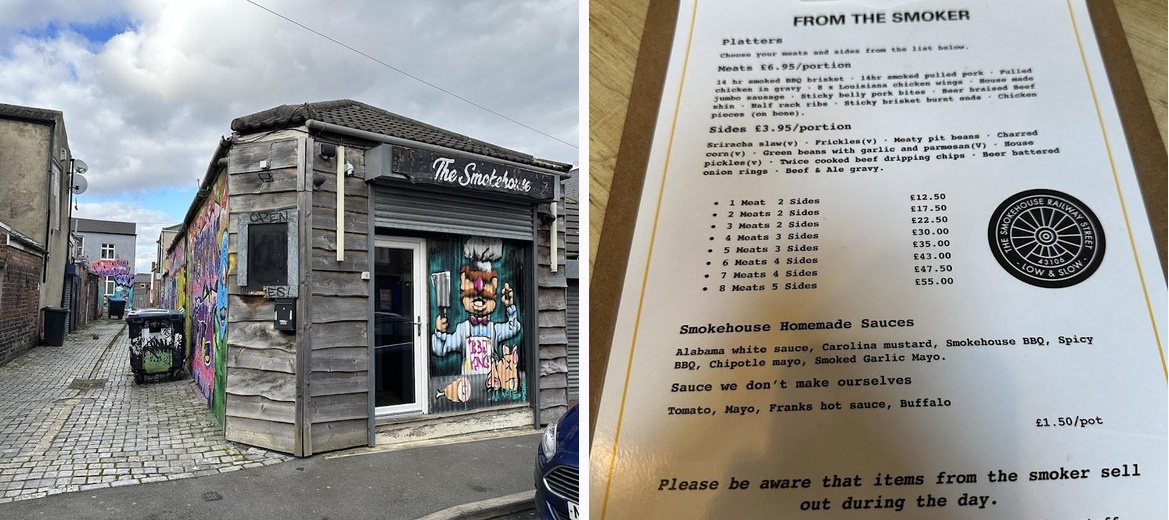 The Smokehouse
OPEN
FROM THE SMOKER
Platters
Choose your meats and sides from the list below.
Meats £6.95/portion
14 hr smoked BBQ brisket · 14hr smoked pulled pork · Pulled
chicken in gravy · 8 x Louisiana chicken wings · House made
jumbo sausage · Sticky belly pork bites · Beer braised Beef
shin · Half rack ribs · Sticky brisket burnt ends · Chicken
pieces (on bone).
Sides £3.95/portion
Sriracha slaw(v) · Frickles(v) · Meaty pit beans · Charred
corn(v) · Green beans with garlic and parmesan(V) · House
pickles(v) · Twice cooked beef dripping chips · Beer battered
onion rings · Beef & Ale gravy.
• 1 Meat 2 Sides £12.50
• 2 Meats 2 Sides £17.50
• 3 Meats 2 Sides £22.50
• 4 Meats 3 Sides £30.00
• 5 Meats 3 Sides £35.00
• 6 Meats 4 Sides £43.00
• 7 Meats 4 Sides £47.50
• 8 Meats 5 Sides £55.00
THE SMOKEHOUSE RAILWAY STREET
43106
· LOW & SLOW ·
Smokehouse Homemade Sauces
Alabama white sauce, Carolina mustard, Smokehouse BBQ, Spicy
BBQ, Chipotle mayo, Smoked Garlic Mayo.
Sauce we don't make ourselves
Tomato, Mayo, Franks hot sauce, Buffalo
£1.50/pot
Please be aware that items from the smoker sell
out during the day.